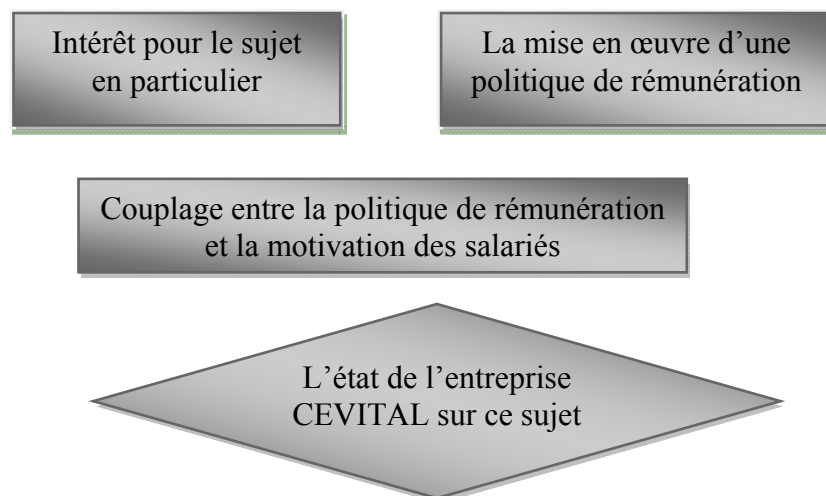 Intérêt pour le sujet
en particulier
La mise en œuvre d’une
politique de rémunération
Couplage entre la politique de rémunération
et la motivation des salariés
L’état de l’entreprise
CEVITAL sur ce sujet